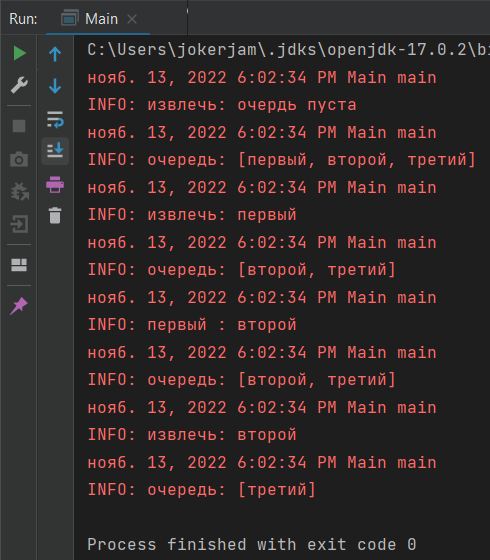 Run: Main
C:\Users\jokerjam\.jdks\openjdk-17.0.2\b
нояб. 13, 2022 6:02:34 PM Main main
INFO: извлечь: очердь пуста
нояб. 13, 2022 6:02:34 PM Main main
INFO: очередь: [первый, второй, третий]
нояб. 13, 2022 6:02:34 PM Main main
INFO: извлечь: первый
нояб. 13, 2022 6:02:34 PM Main main
INFO: очередь: [второй, третий]
нояб. 13, 2022 6:02:34 PM Main main
INFO: первый : второй
нояб. 13, 2022 6:02:34 PM Main main
INFO: очередь: [второй, третий]
нояб. 13, 2022 6:02:34 PM Main main
INFO: извлечь: второй
нояб. 13, 2022 6:02:34 PM Main main
INFO: очередь: [третий]
Process finished with exit code 0